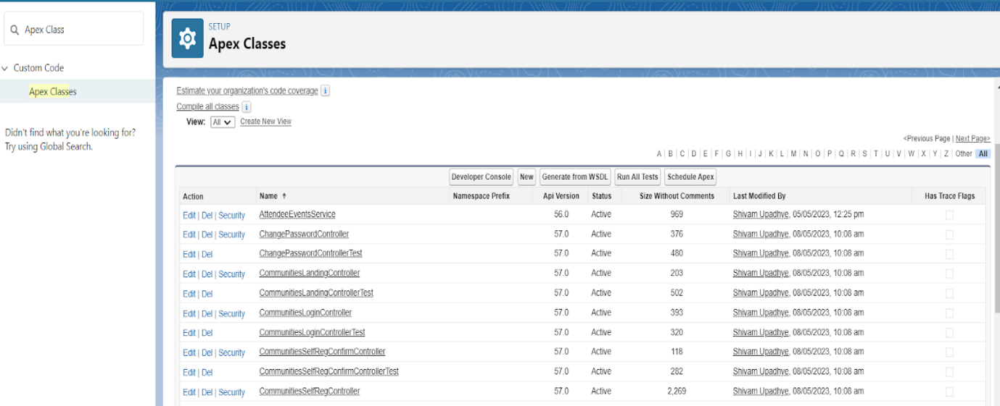 Apex Class
Custom Code
Apex Classes
Didn't find what you're looking for?
Try using Global Search.
SETUP
Apex Classes
Estimate your organization's code coverage i
Compile all classes i
View: All Create New View
<Previous Page | Next Page>
A | B | C | D | E | F | G | H | I | J | K | L | M | N | O | P | Q | R | S | T | U | V | W | X | Y | Z | Other All
Developer Console New Generate from WSDL Run All Tests Schedule Apex
Action Name ↑ Namespace Prefix Api Version Status Size Without Comments Last Modified By Has Trace Flags
Edit | Del | Security AttendeeEventsService 56.0 Active 969 Shivam Upadhye, 05/05/2023, 12:25 pm
Edit | Del | Security ChangePasswordController 57.0 Active 376 Shivam Upadhye, 08/05/2023, 10:08 am
Edit | Del ChangePasswordControllerTest 57.0 Active 480 Shivam Upadhye, 08/05/2023, 10:08 am
Edit | Del | Security CommunitiesLandingController 57.0 Active 203 Shivam Upadhye, 08/05/2023, 10:08 am
Edit | Del CommunitiesLandingControllerTest 57.0 Active 502 Shivam Upadhye, 08/05/2023, 10:08 am
Edit | Del | Security CommunitiesLoginController 57.0 Active 393 Shivam Upadhye, 08/05/2023, 10:08 am
Edit | Del CommunitiesLoginControllerTest 57.0 Active 320 Shivam Upadhye, 08/05/2023, 10:08 am
Edit | Del | Security CommunitiesSelfRegConfirmController 57.0 Active 118 Shivam Upadhye, 08/05/2023, 10:08 am
Edit | Del CommunitiesSelfRegConfirmControllerTest 57.0 Active 282 Shivam Upadhye, 08/05/2023, 10:08 am
Edit | Del | Security CommunitiesSelfRegController 57.0 Active 2,269 Shivam Upadhye, 08/05/2023, 10:08 am